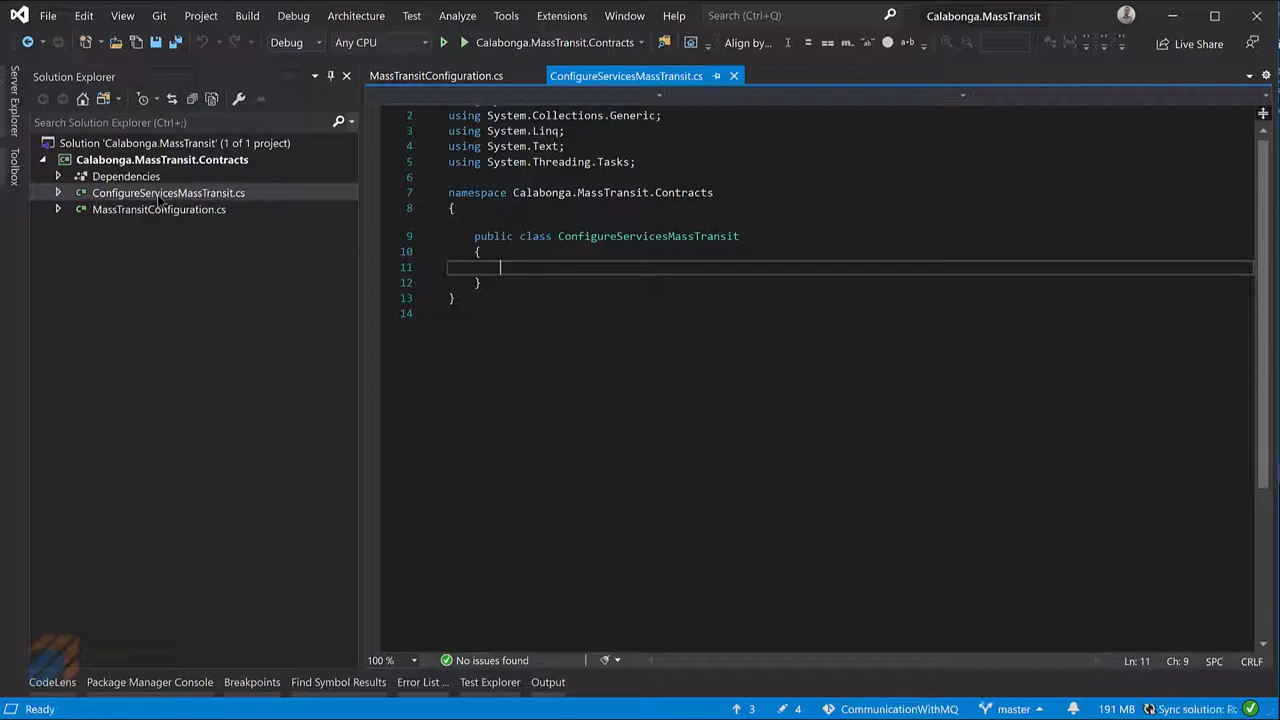 File Edit View Git Project Build Debug Architecture Test Analyze Tools Extensions Window Help Search (Ctrl+Q) Calabonga.MassTransit
Debug Any CPU Calabonga.MassTransit.Contracts Align by... Live Share
Server Explorer
Toolbox
Solution Explorer
Search Solution Explorer (Ctrl+;)
Solution 'Calabonga.MassTransit' (1 of 1 project)
Calabonga.MassTransit.Contracts
Dependencies
ConfigureServicesMassTransit.cs
MassTransitConfiguration.cs
MassTransitConfiguration.cs ConfigureServicesMassTransit.cs
2 using System.Collections.Generic;
3 using System.Linq;
4 using System.Text;
5 using System.Threading.Tasks;
6
7 namespace Calabonga.MassTransit.Contracts
8 {
9 public class ConfigureServicesMassTransit
10 {
11
12 }
13 }
14
100 % No issues found Ln: 11 Ch: 9 SPC CRLF
CodeLens Package Manager Console Breakpoints Find Symbol Results Error List ... Test Explorer Output
Ready 3 4 CommunicationWithMQ master 191 MB Sync solution: